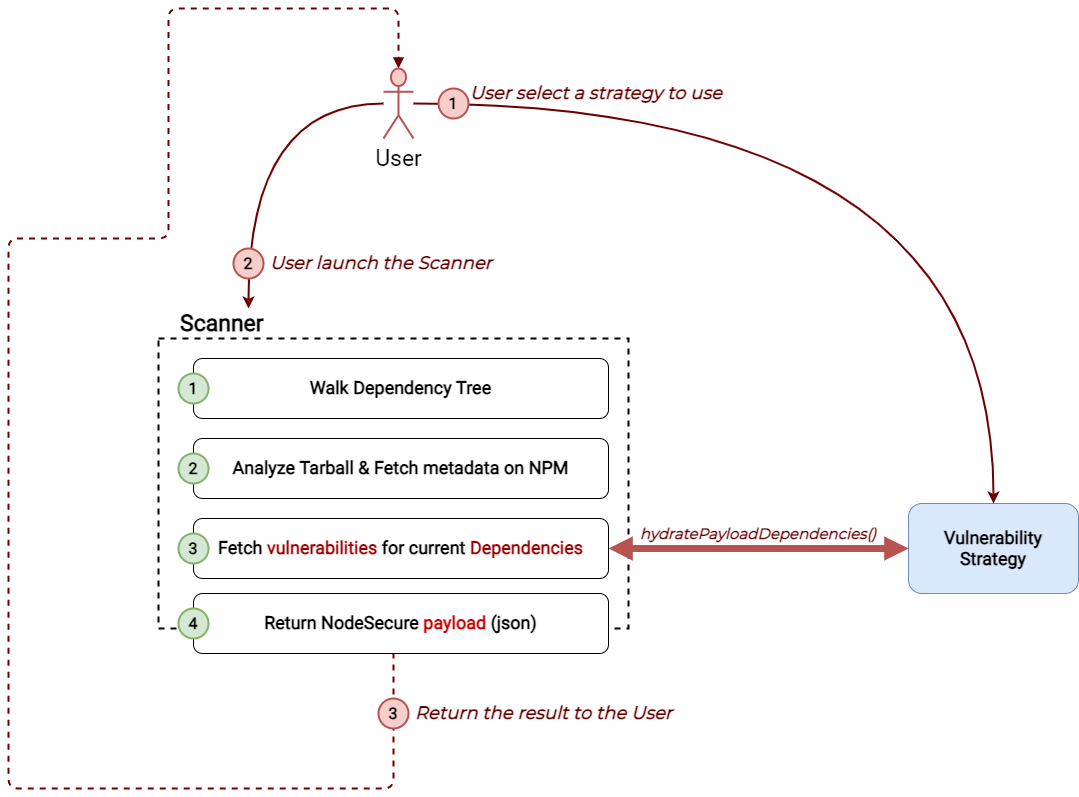 1 User select a strategy to use
User
2 User launch the Scanner
Scanner
1 Walk Dependency Tree
2 Analyze Tarball & Fetch metadata on NPM
3 Fetch vulnerabilities for current Dependencies
hydratePayloadDependencies()
Vulnerability
Strategy
4 Return NodeSecure payload (json)
3 Return the result to the User